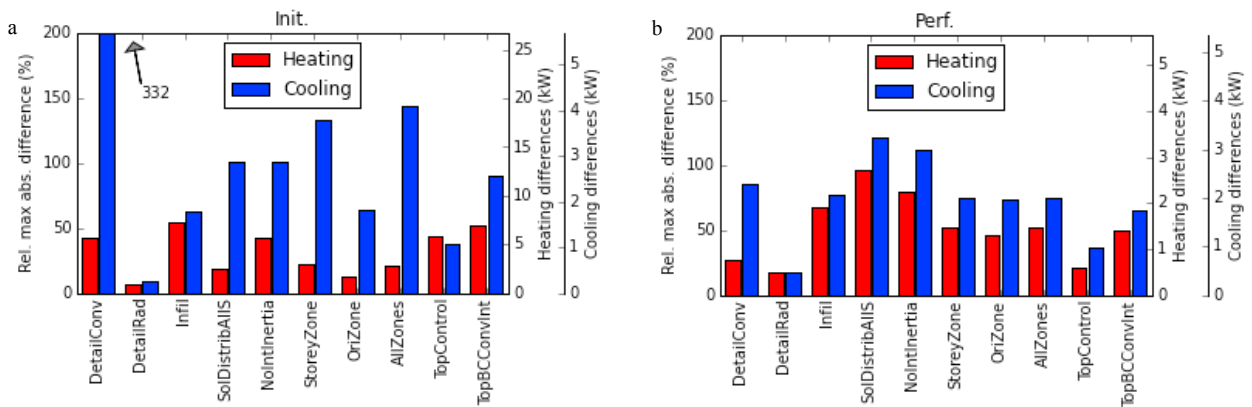 a
Init.
Rel. max abs. difference (%)
200
150
100
50
0
332
Heating
Cooling
25
20
15
10
5
0
Heating differences (kW)
5
4
3
2
1
0
Cooling differences (kW)
DetailConv
DetailRad
Infil
SolDistribAllS
NoIntInertia
StoreyZone
OriZone
AllZones
TopControl
TopBCConvInt
b
Perf.
Rel. max abs. difference (%)
200
150
100
50
0
Heating
Cooling
5
4
3
2
1
0
Heating differences (kW)
5
4
3
2
1
0
Cooling differences (kW)
DetailConv
DetailRad
Infil
SolDistribAllS
NoIntInertia
StoreyZone
OriZone
AllZones
TopControl
TopBCConvInt